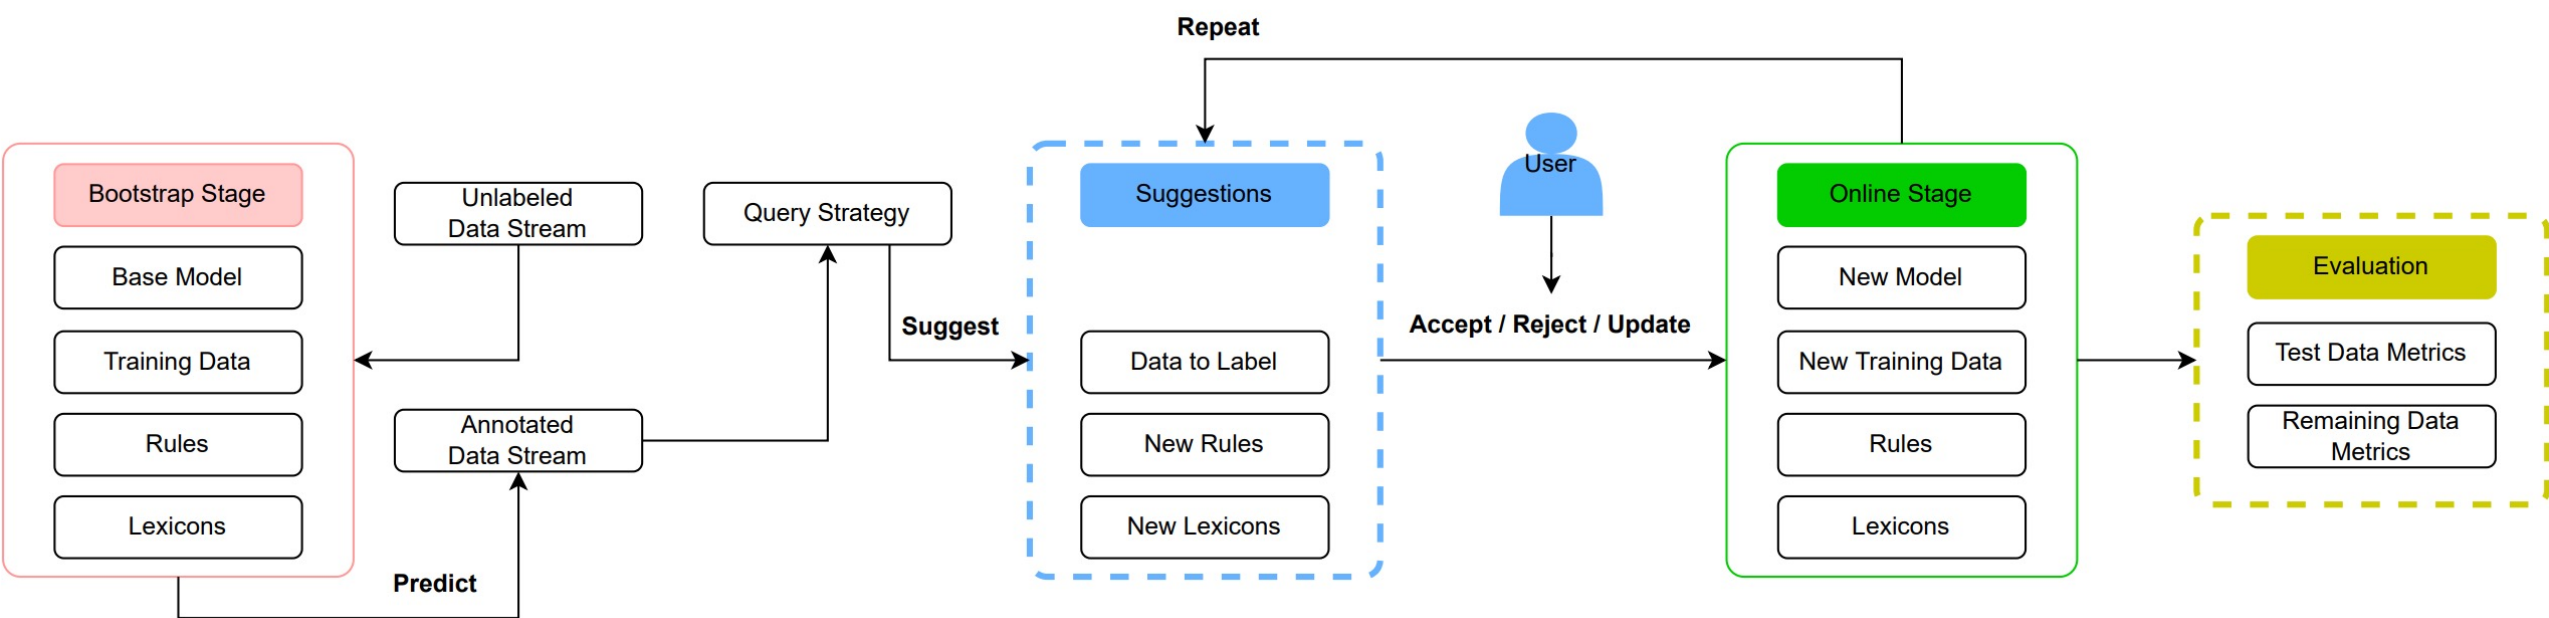 Repeat
Bootstrap Stage
Base Model
Training Data
Rules
Lexicons
Unlabeled
Data Stream
Annotated
Data Stream
Predict
Query Strategy
Suggest
Suggestions
Data to Label
New Rules
New Lexicons
User
Accept / Reject / Update
Online Stage
New Model
New Training Data
Rules
Lexicons
Evaluation
Test Data Metrics
Remaining Data
Metrics